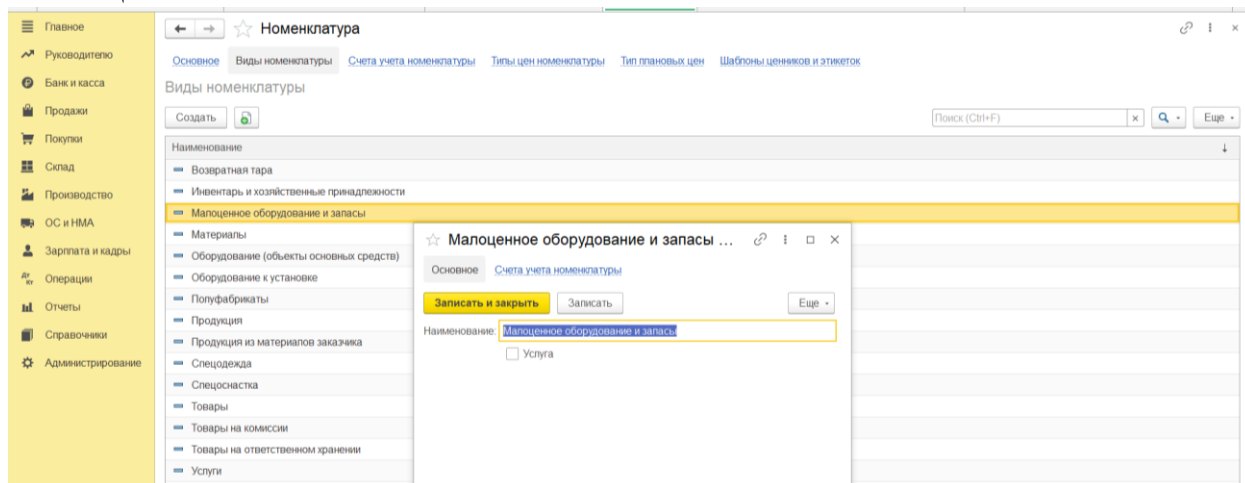 Главное
Руководителю
Банк и касса
Продажи
Покупки
Склад
Производство
ОС и НМА
Зарплата и кадры
Операции
Отчеты
Справочники
Администрирование
Номенклатура
Основное Виды номенклатуры Счета учета номенклатуры Типы цен номенклатуры Тип плановых цен Шаблоны ценников и этикеток
Виды номенклатуры
Создать Поиск (Ctrl+F) Еще
Наименование
Возвратная тара
Инвентарь и хозяйственные принадлежности
Малоценное оборудование и запасы
Материалы
Оборудование (объекты основных средств)
Оборудование к установке
Полуфабрикаты
Продукция
Продукция из материалов заказчика
Спецодежда
Спецоснастка
Товары
Товары на комиссии
Товары на ответственном хранении
Услуги
Малоценное оборудование и запасы ...
Основное Счета учета номенклатуры
Записать и закрыть Записать Еще
Наименование: Малоценное оборудование и запасы
Услуга